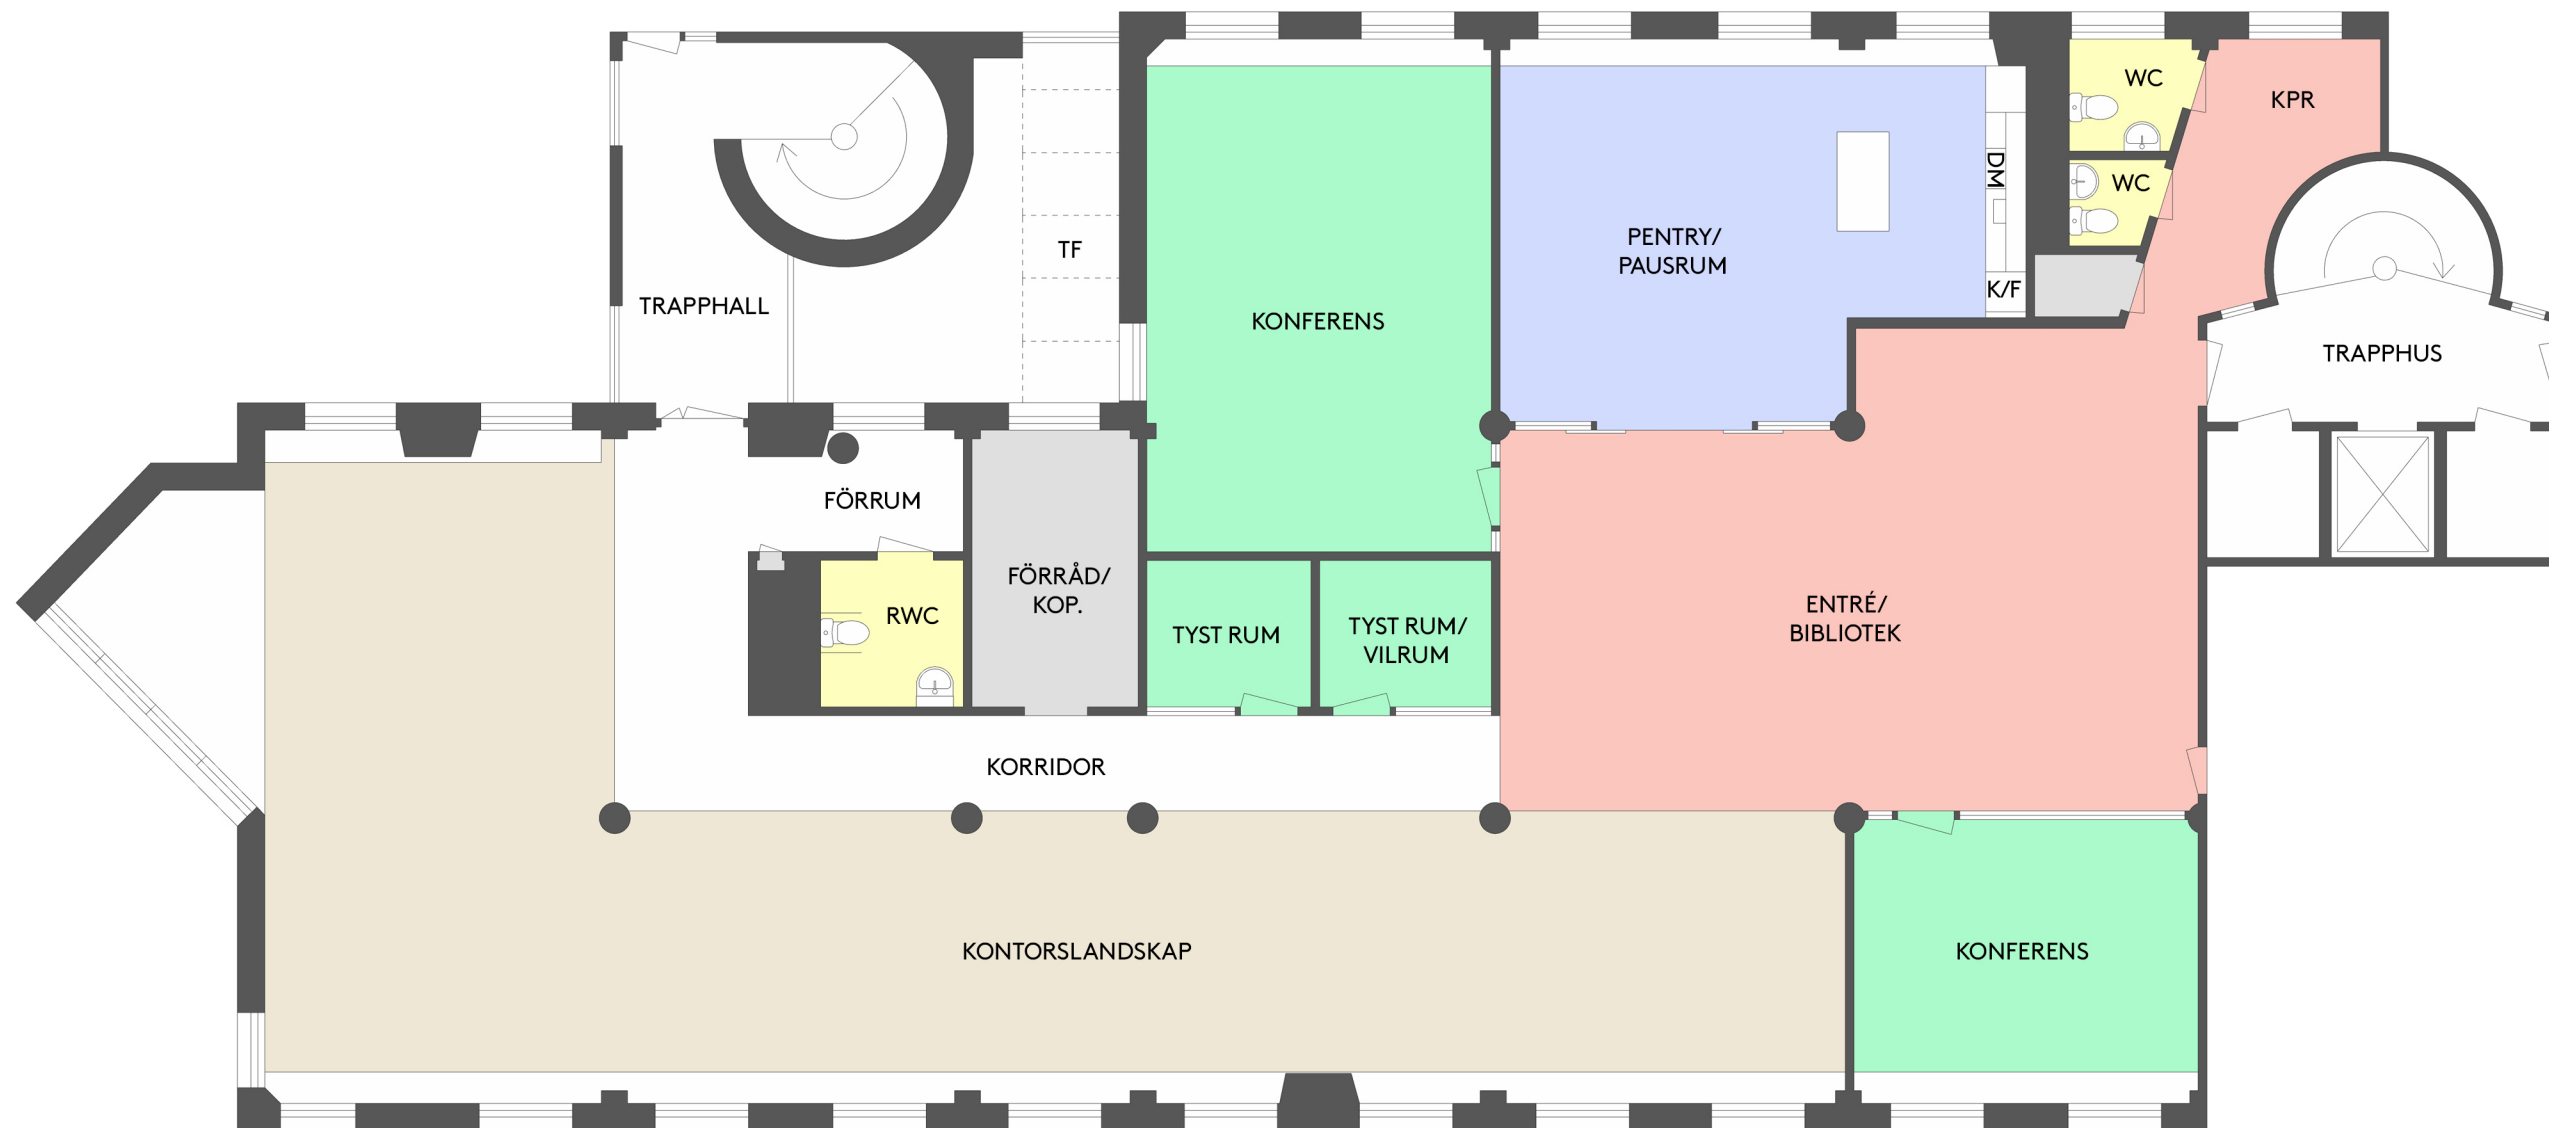 WC
KPR
DM
WC
PENTRY/
PAUSRUM
TF
K/F
TRAPPHALL
KONFERENS
TRAPPHUS
FÖRRUM
FÖRRÅD/
KOP.
RWC
TYST RUM
TYST RUM/
VILRUM
ENTRÉ/
BIBLIOTEK
KORRIDOR
KONTORSLANDSKAP
KONFERENS